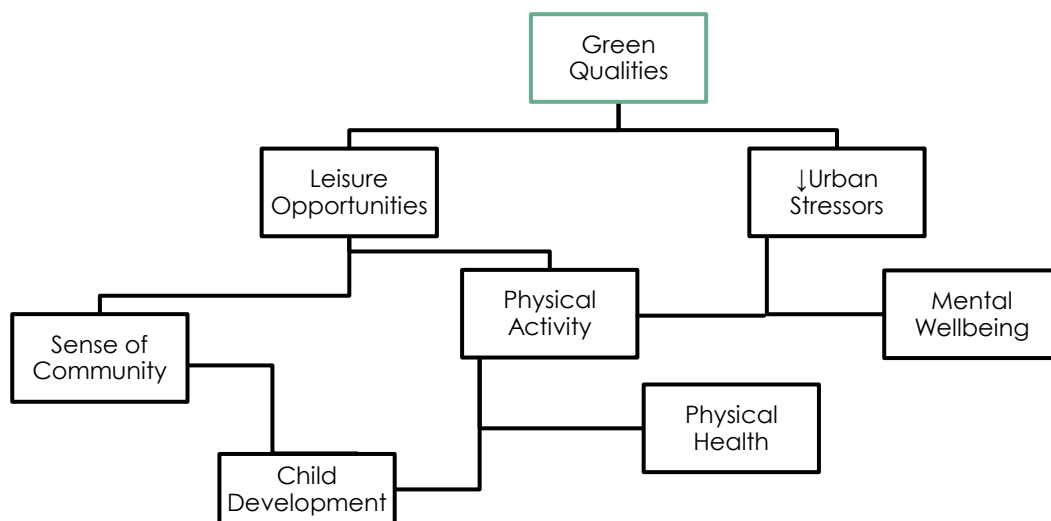 Green
Qualities
Leisure
Opportunities
↓Urban
Stressors
Physical
Activity
Mental
Wellbeing
Sense of
Community
Physical
Health
Child
Development